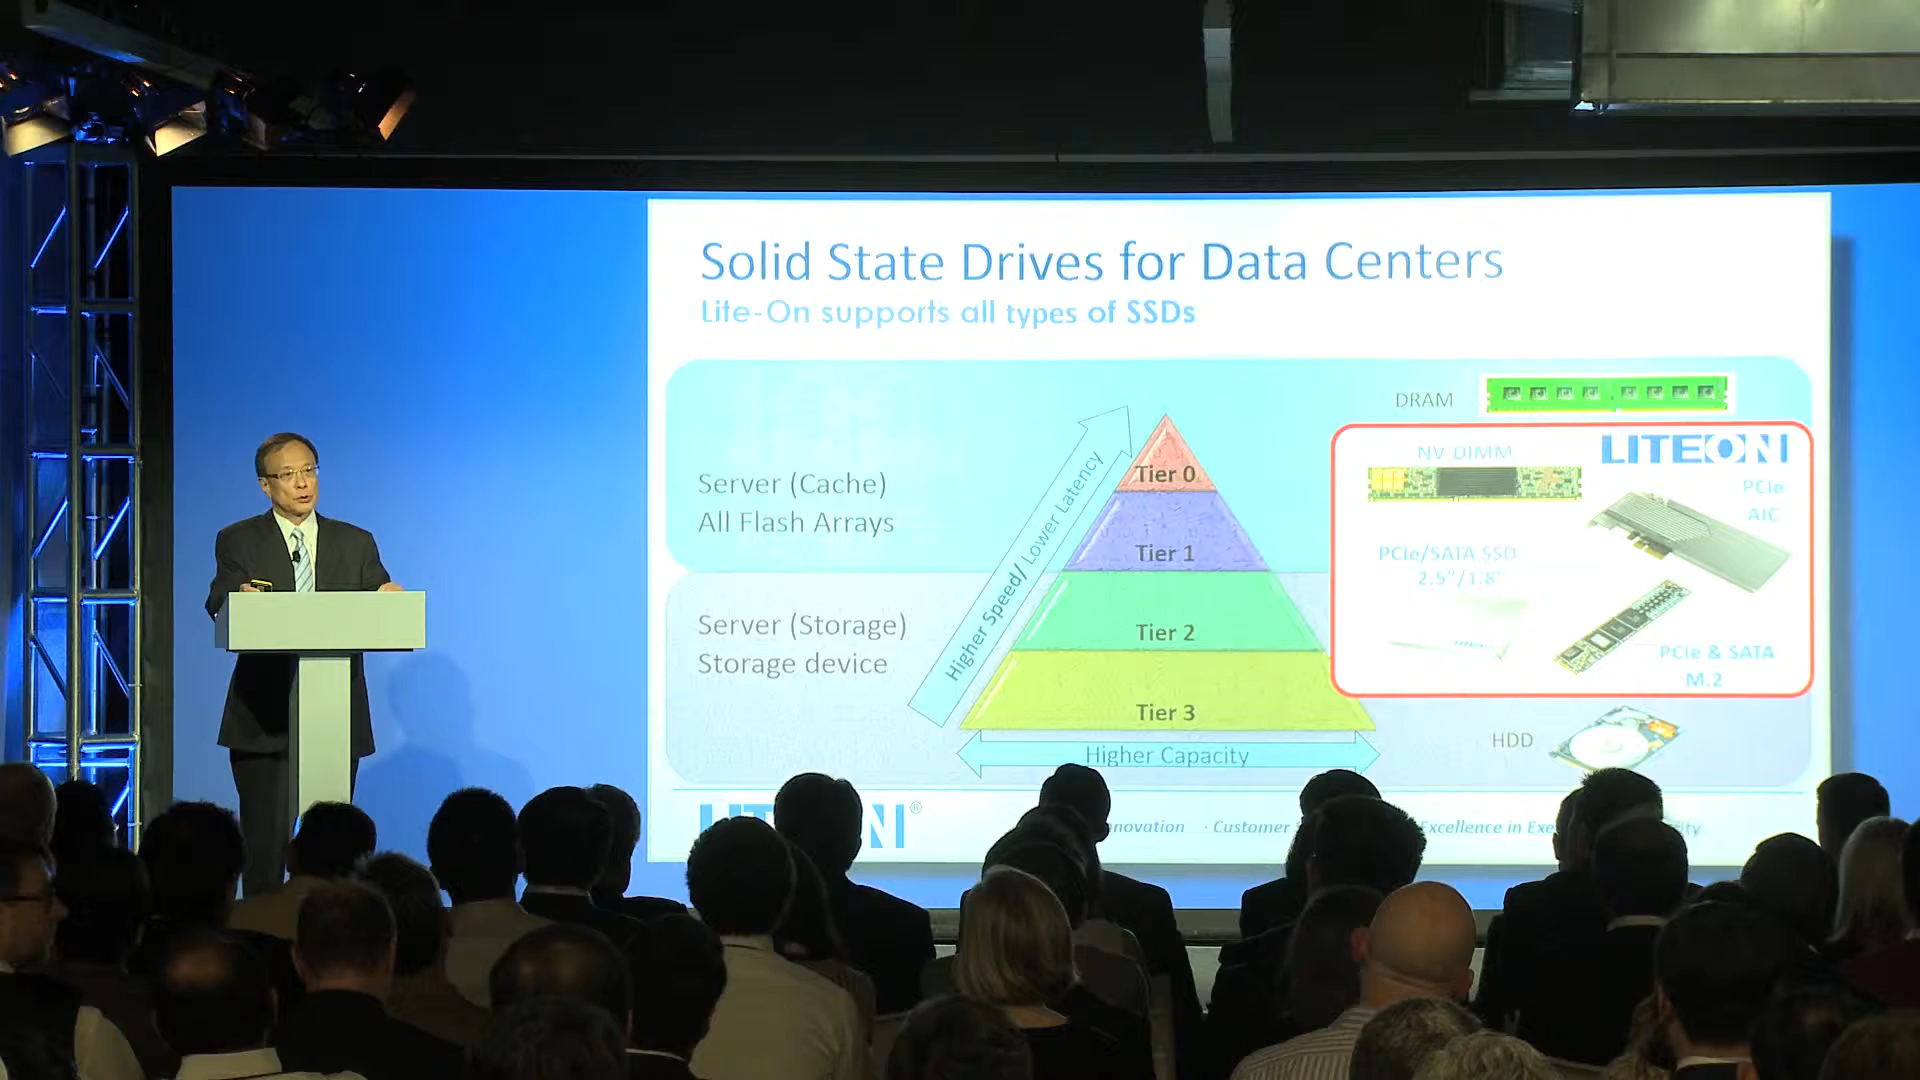 Solid State Drives for Data Centers
Lite-On supports all types of SSDs
Server (Cache)
All Flash Arrays
Server (Storage)
Storage device
Higher Speed/ Lower Latency
Tier 0
Tier 1
Tier 2
Tier 3
Higher Capacity
DRAM
NV-DIMM
LITEON
PCIe
AIC
PCIe/SATA SSD
2.5"/1.8"
PCIe & SATA
M.2
HDD
· Customer
Excellence in